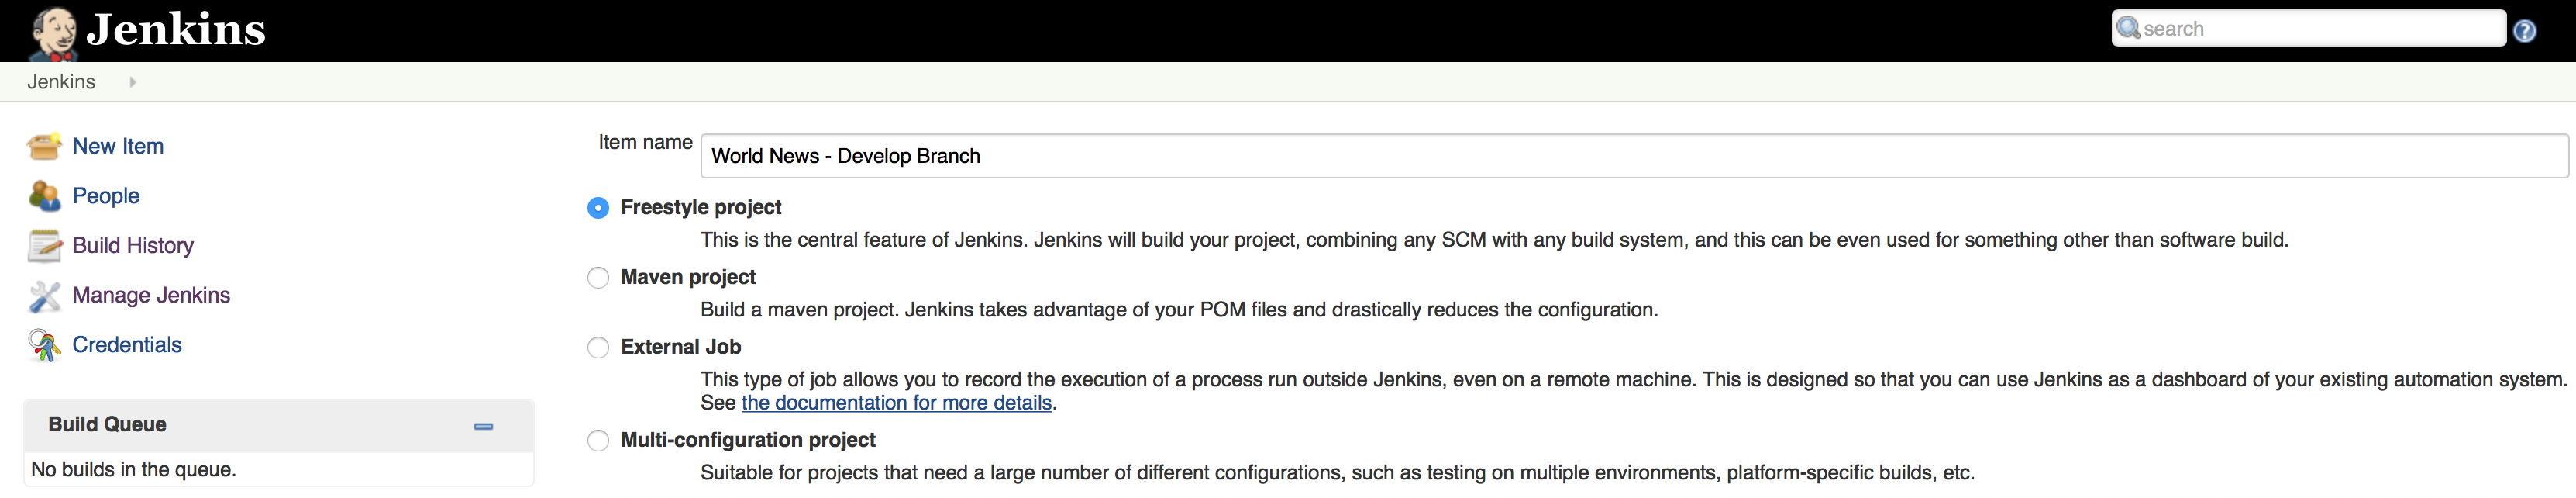 Jenkins
search
?
Jenkins
New Item
People
Build History
Manage Jenkins
Credentials
Build Queue
No builds in the queue.
Item name
World News - Develop Branch
Freestyle project
This is the central feature of Jenkins. Jenkins will build your project, combining any SCM with any build system, and this can be even used for something other than software build.
Maven project
Build a maven project. Jenkins takes advantage of your POM files and drastically reduces the configuration.
External Job
This type of job allows you to record the execution of a process run outside Jenkins, even on a remote machine. This is designed so that you can use Jenkins as a dashboard of your existing automation system.
See the documentation for more details.
Multi-configuration project
Suitable for projects that need a large number of different configurations, such as testing on multiple environments, platform-specific builds, etc.